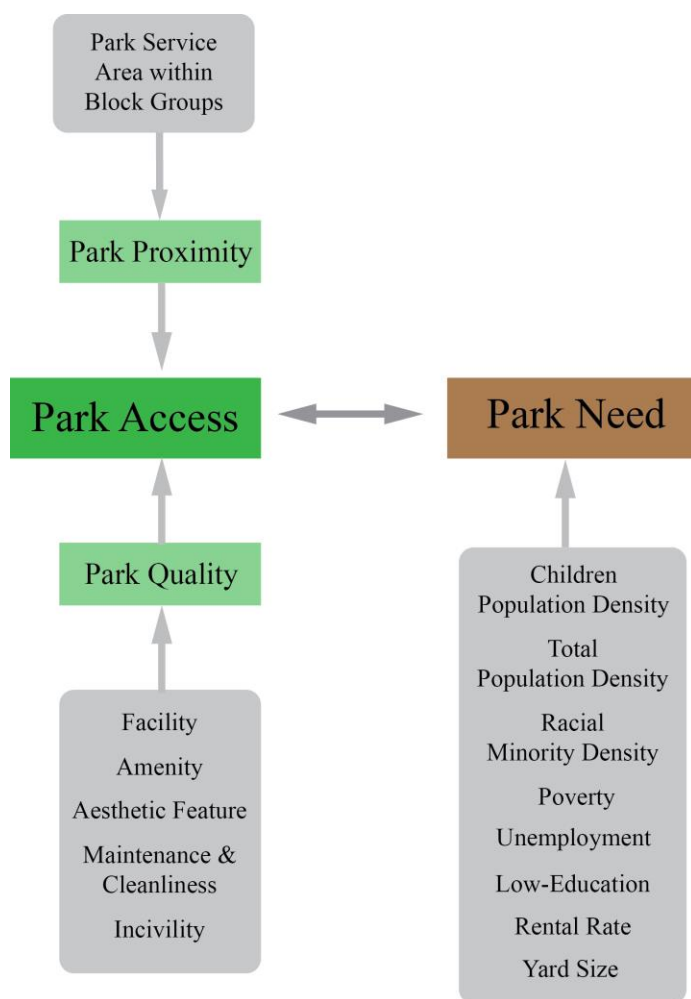 Park Service
Area within
Block Groups
Park Proximity
Park Access
Park Need
Park Quality
Facility
Amenity
Aesthetic Feature
Maintenance &
Cleanliness
Incivility
Children
Population Density
Total
Population Density
Racial
Minority Density
Poverty
Unemployment
Low-Education
Rental Rate
Yard Size